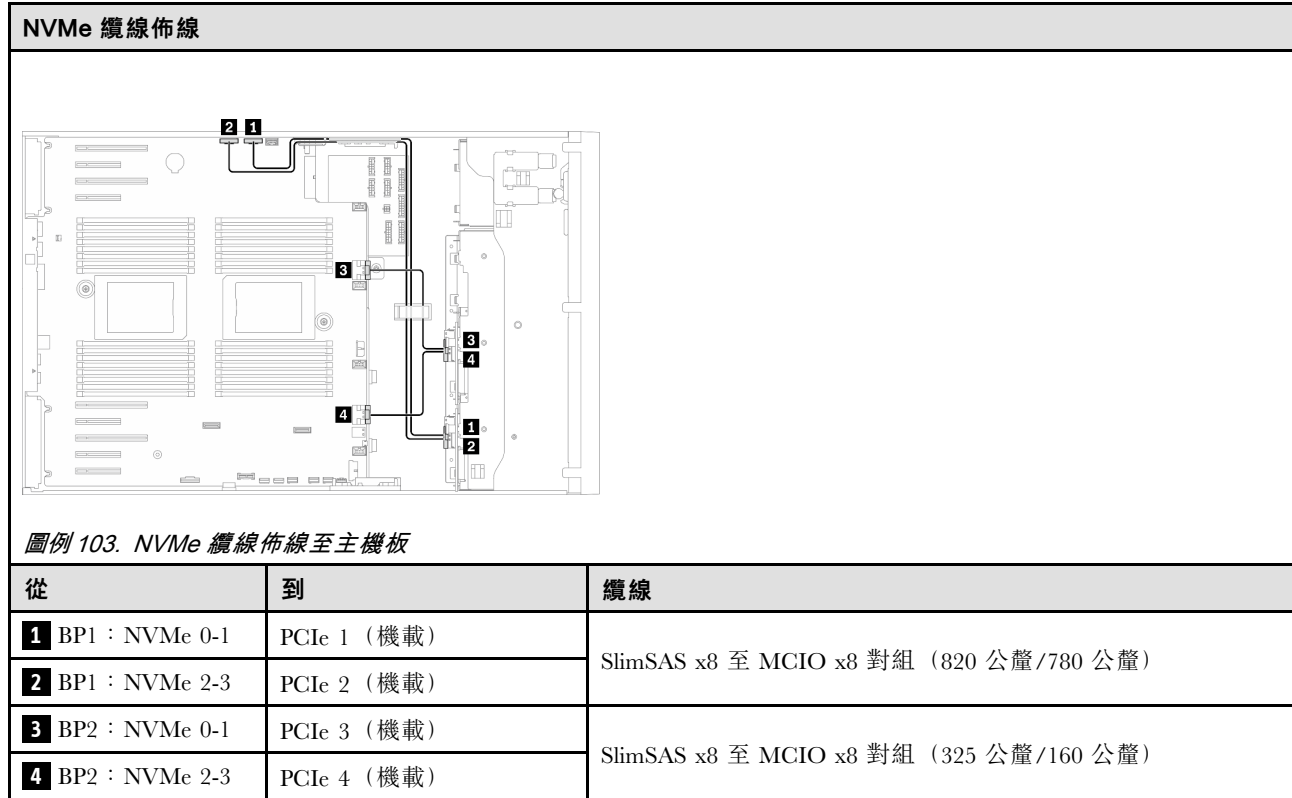 NVMe 纜線佈線
2 1
3
3
4
4
1
2
圖例 103. NVMe 纜線佈線至主機板
從 到 纜線
1 BP1：NVMe 0-1 PCIe 1（機載） SlimSAS x8 至 MCIO x8 對組（820 公釐/780 公釐）
2 BP1：NVMe 2-3 PCIe 2（機載）
3 BP2：NVMe 0-1 PCIe 3（機載） SlimSAS x8 至 MCIO x8 對組（325 公釐/160 公釐）
4 BP2：NVMe 2-3 PCIe 4（機載）